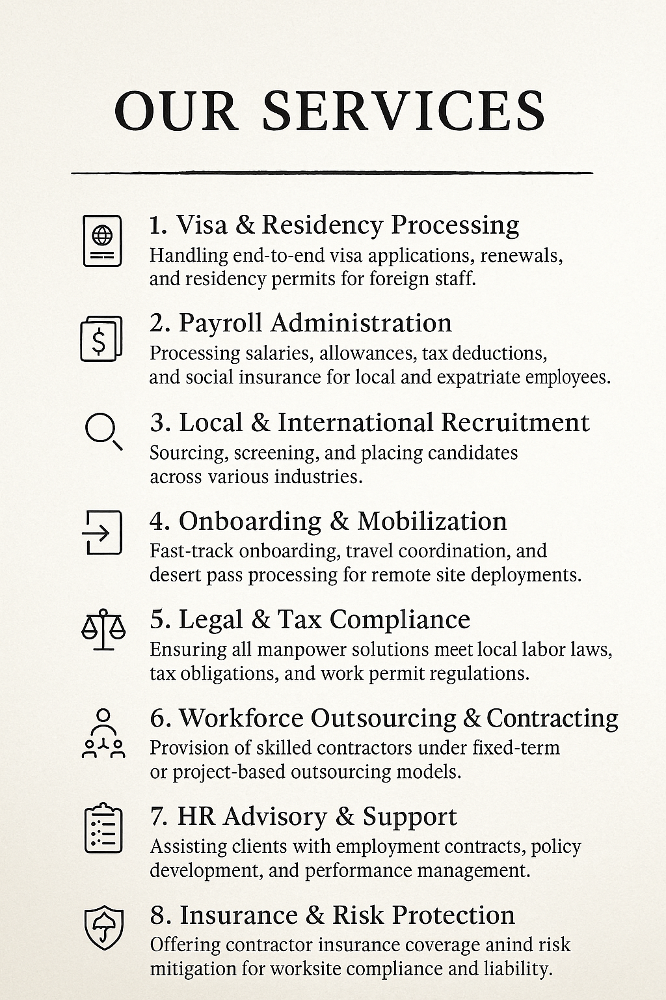 OUR SERVICES
1. Visa & Residency Processing
Handling end-to-end visa applications, renewals,
and residency permits for foreign staff.
$
2. Payroll Administration
Processing salaries, allowances, tax deductions,
and social insurance for local and expatriate employees.
3. Local & International Recruitment
Sourcing, screening, and placing candidates
across various industries.
4. Onboarding & Mobilization
Fast-track onboarding, travel coordination, and
desert pass processing for remote site deployments.
5. Legal & Tax Compliance
Ensuring all manpower solutions meet local labor laws,
tax obligations, and work permit regulations.
6. Workforce Outsourcing & Contracting
Provision of skilled contractors under fixed-term
or project-based outsourcing models.
7. HR Advisory & Support
Assisting clients with employment contracts, policy
development, and performance management.
8. Insurance & Risk Protection
Offering contractor insurance coverage anind risk
mitigation for worksite compliance and liability.